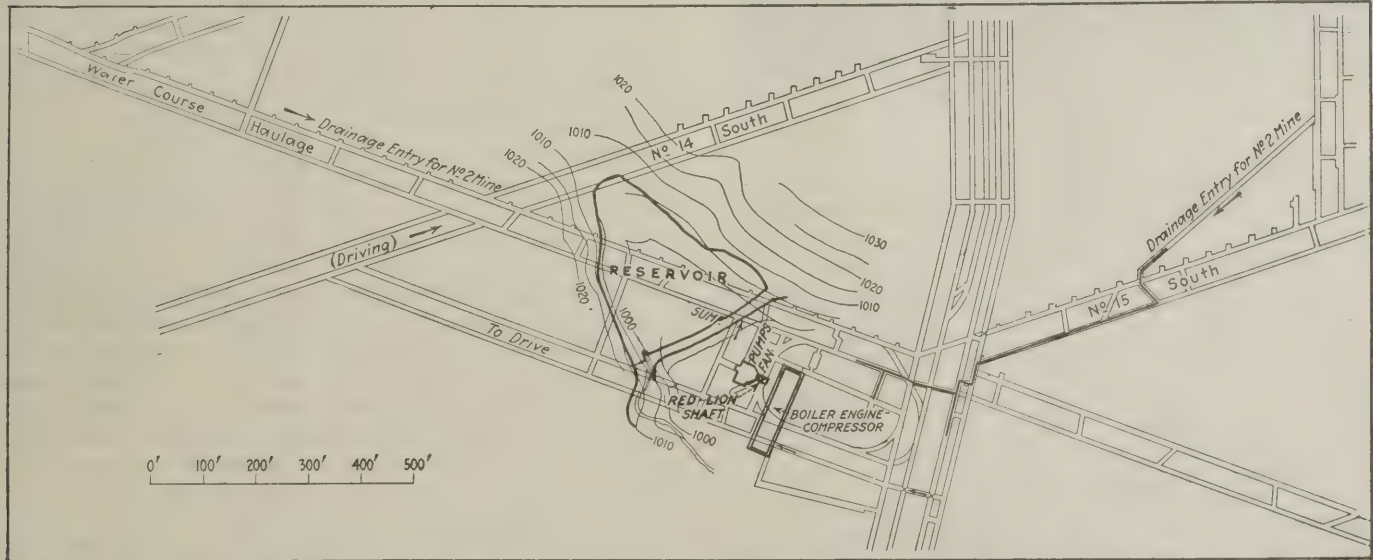 Water Course
Haulage
Drainage Entry for Nº 2 Mine
(Driving)
To Drive
1020
1010
1020
1010
Nº 14 South
1030
1020
1010
1020
1000
RESERVOIR
SUMP
PUMPS
FAN
RED LION
SHAFT
A
BOILER ENGINE-
COMPRESSOR
1000
1010
Drainage Entry for Nº 2 Mine
Nº 15 South
0' 100' 200' 300' 400' 500'